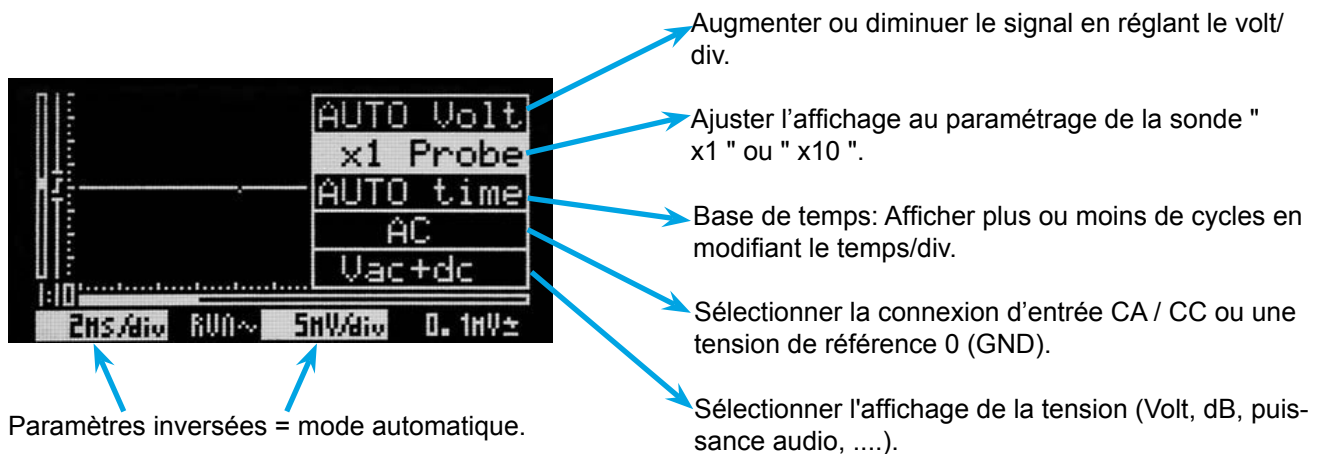 Augmenter ou diminuer le signal en réglant le volt/
div.
AUTO Volt
x1 Probe
AUTO time
AC
Vac+dc
1:10
2mS/div RUN~ 5mV/div 0.1mV±
Ajuster l’affichage au paramétrage de la sonde "
x1 " ou " x10 ".
Base de temps: Afficher plus ou moins de cycles en
modifiant le temps/div.
Sélectionner la connexion d’entrée CA / CC ou une
tension de référence 0 (GND).
Sélectionner l'affichage de la tension (Volt, dB, puis-
sance audio, ....).
Paramètres inversées = mode automatique.